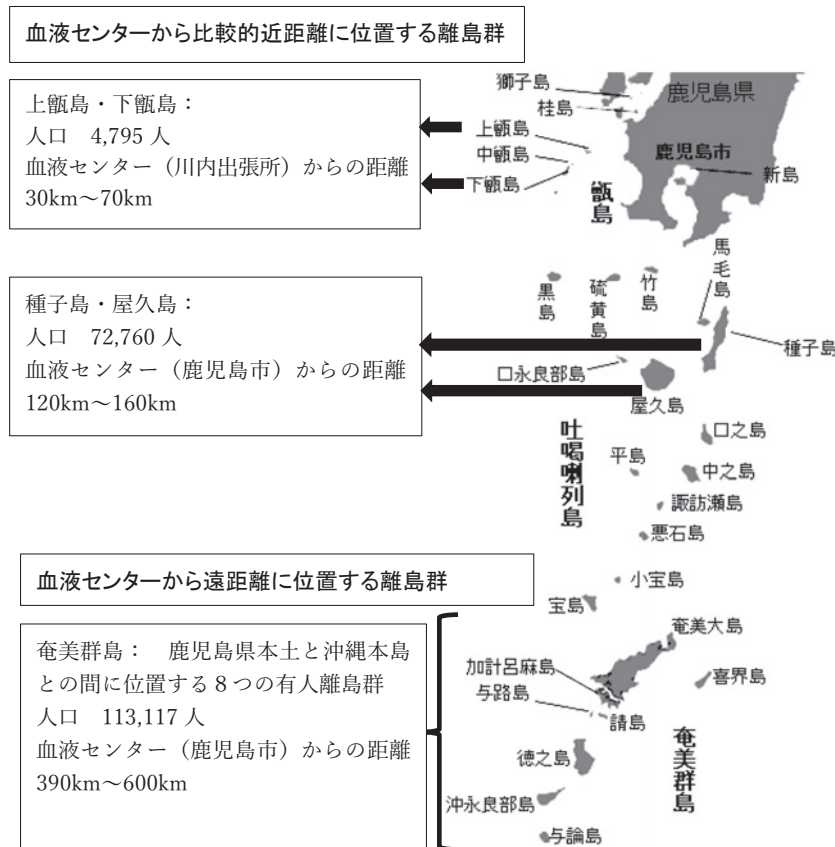 血液センターから比較的近距離に位置する離島群
上甑島・下甑島：
人口　4,795 人
血液センター（川内出張所）からの距離
30km～70km
種子島・屋久島：
人口　72,760 人
血液センター（鹿児島市）からの距離
120km～160km
血液センターから遠距離に位置する離島群
奄美群島：　鹿児島県本土と沖縄本島
との間に位置する８つの有人離島群
人口　113,117 人
血液センター（鹿児島市）からの距離
390km～600km
獅子島
桂島
鹿児島県
上甑島
中甑島
下甑島
甑島
鹿児島市
新島
馬毛島
竹島
硫黄島
黒島
種子島
口永良部島
屋久島
吐喝喇列島
口之島
平島
中之島
諏訪瀬島
悪石島
小宝島
宝島
奄美大島
加計呂麻島
与路島
請島
喜界島
奄美群島
徳之島
沖永良部島
与論島